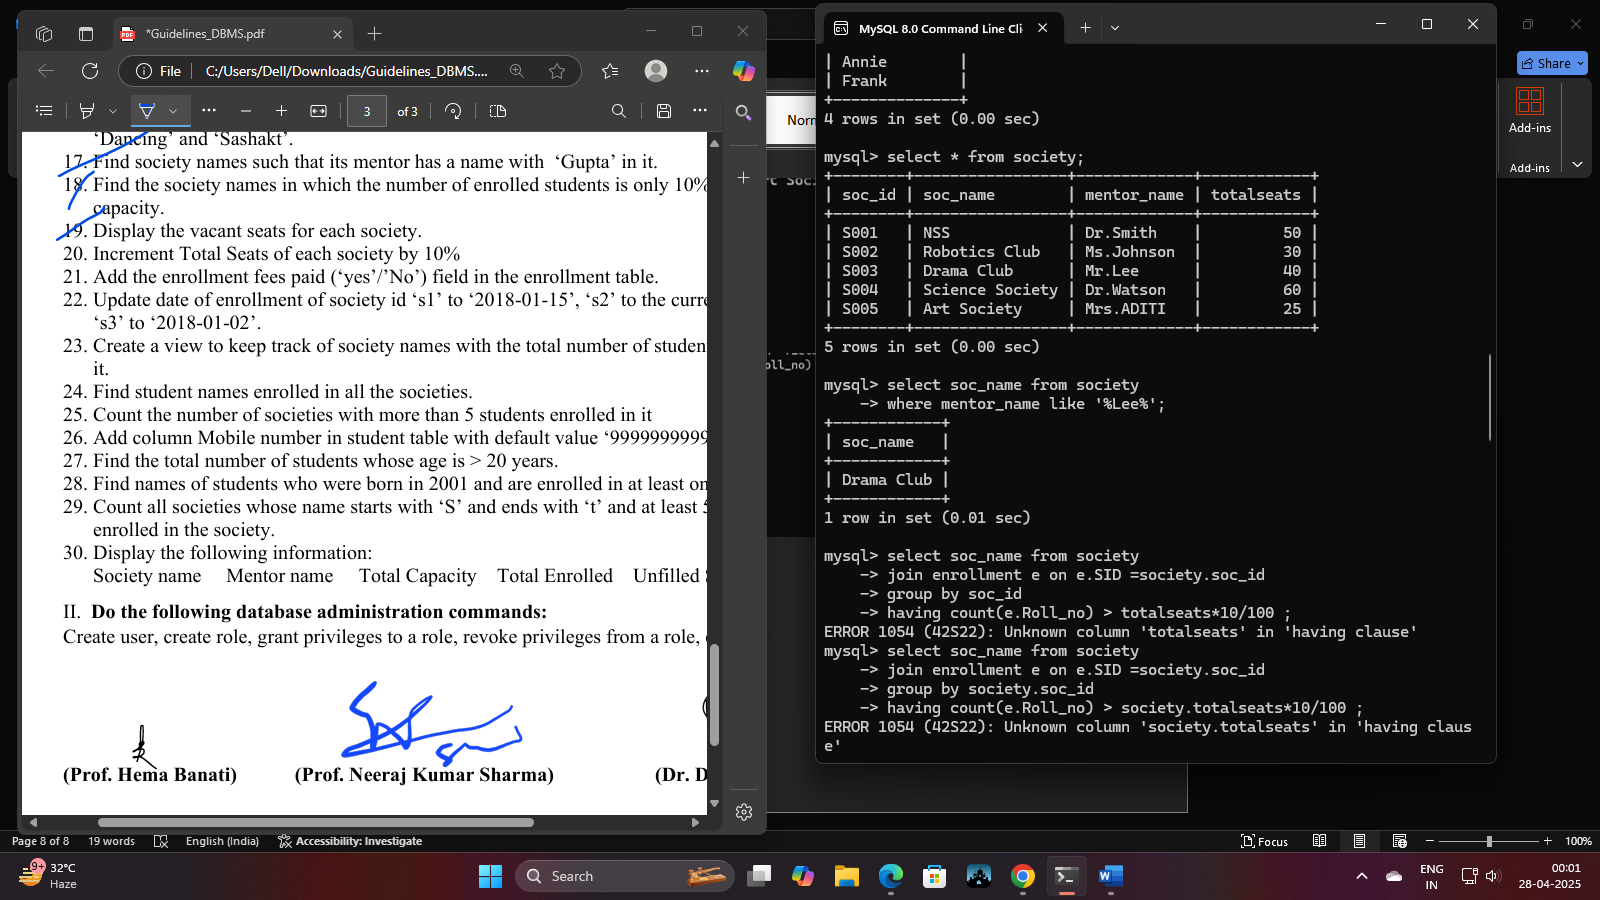 *Guidelines_DBMS.pdf
File
C:/Users/Dell/Downloads/Guidelines_DBMS....
3 of 3
'Dancing' and 'Sashakt'.
17. Find society names such that its mentor has a name with 'Gupta' in it.
18. Find the society names in which the number of enrolled students is only 10%
capacity.
19. Display the vacant seats for each society.
20. Increment Total Seats of each society by 10%
21. Add the enrollment fees paid ('yes'/'No') field in the enrollment table.
22. Update date of enrollment of society id 's1' to '2018-01-15', 's2' to the curre
's3' to '2018-01-02'.
23. Create a view to keep track of society names with the total number of studen
it.
24. Find student names enrolled in all the societies.
25. Count the number of societies with more than 5 students enrolled in it
26. Add column Mobile number in student table with default value '9999999999
27. Find the total number of students whose age is > 20 years.
28. Find names of students who were born in 2001 and are enrolled in at least on
29. Count all societies whose name starts with 'S' and ends with 't' and at least 5
enrolled in the society.
30. Display the following information:
Society name Mentor name Total Capacity Total Enrolled Unfilled
II. Do the following database administration commands:
Create user, create role, grant privileges to a role, revoke privileges from a role,
(Prof. Hema Banati) (Prof. Neeraj Kumar Sharma) (Dr. D
MySQL 8.0 Command Line Cli
| Annie |
| Frank |
+--------------+
4 rows in set (0.00 sec)
mysql> select * from society;
+--------+-----------------+-------------+------------+
| soc_id | soc_name | mentor_name | totalseats |
+--------+-----------------+-------------+------------+
| S001 | NSS | Dr.Smith | 50 |
| S002 | Robotics Club | Ms.Johnson | 30 |
| S003 | Drama Club | Mr.Lee | 40 |
| S004 | Science Society | Dr.Watson | 60 |
| S005 | Art Society | Mrs.ADITI | 25 |
+--------+-----------------+-------------+------------+
5 rows in set (0.00 sec)
mysql> select soc_name from society
-> where mentor_name like '%Lee%';
+------------+
| soc_name |
+------------+
| Drama Club |
+------------+
1 row in set (0.01 sec)
mysql> select soc_name from society
-> join enrollment e on e.SID =society.soc_id
-> group by soc_id
-> having count(e.Roll_no) > totalseats*10/100 ;
ERROR 1054 (42S22): Unknown column 'totalseats' in 'having clause'
mysql> select soc_name from society
-> join enrollment e on e.SID =society.soc_id
-> group by society.soc_id
-> having count(e.Roll_no) > society.totalseats*10/100 ;
ERROR 1054 (42S22): Unknown column 'society.totalseats' in 'having claus
e'
Share
Norm
Add-ins
Add-ins
oll_no)
Page 8 of 8 19 words English (India) Accessibility: Investigate Focus 100%
9+
32°C
Haze
Search
ENG
IN
00:01
28-04-2025